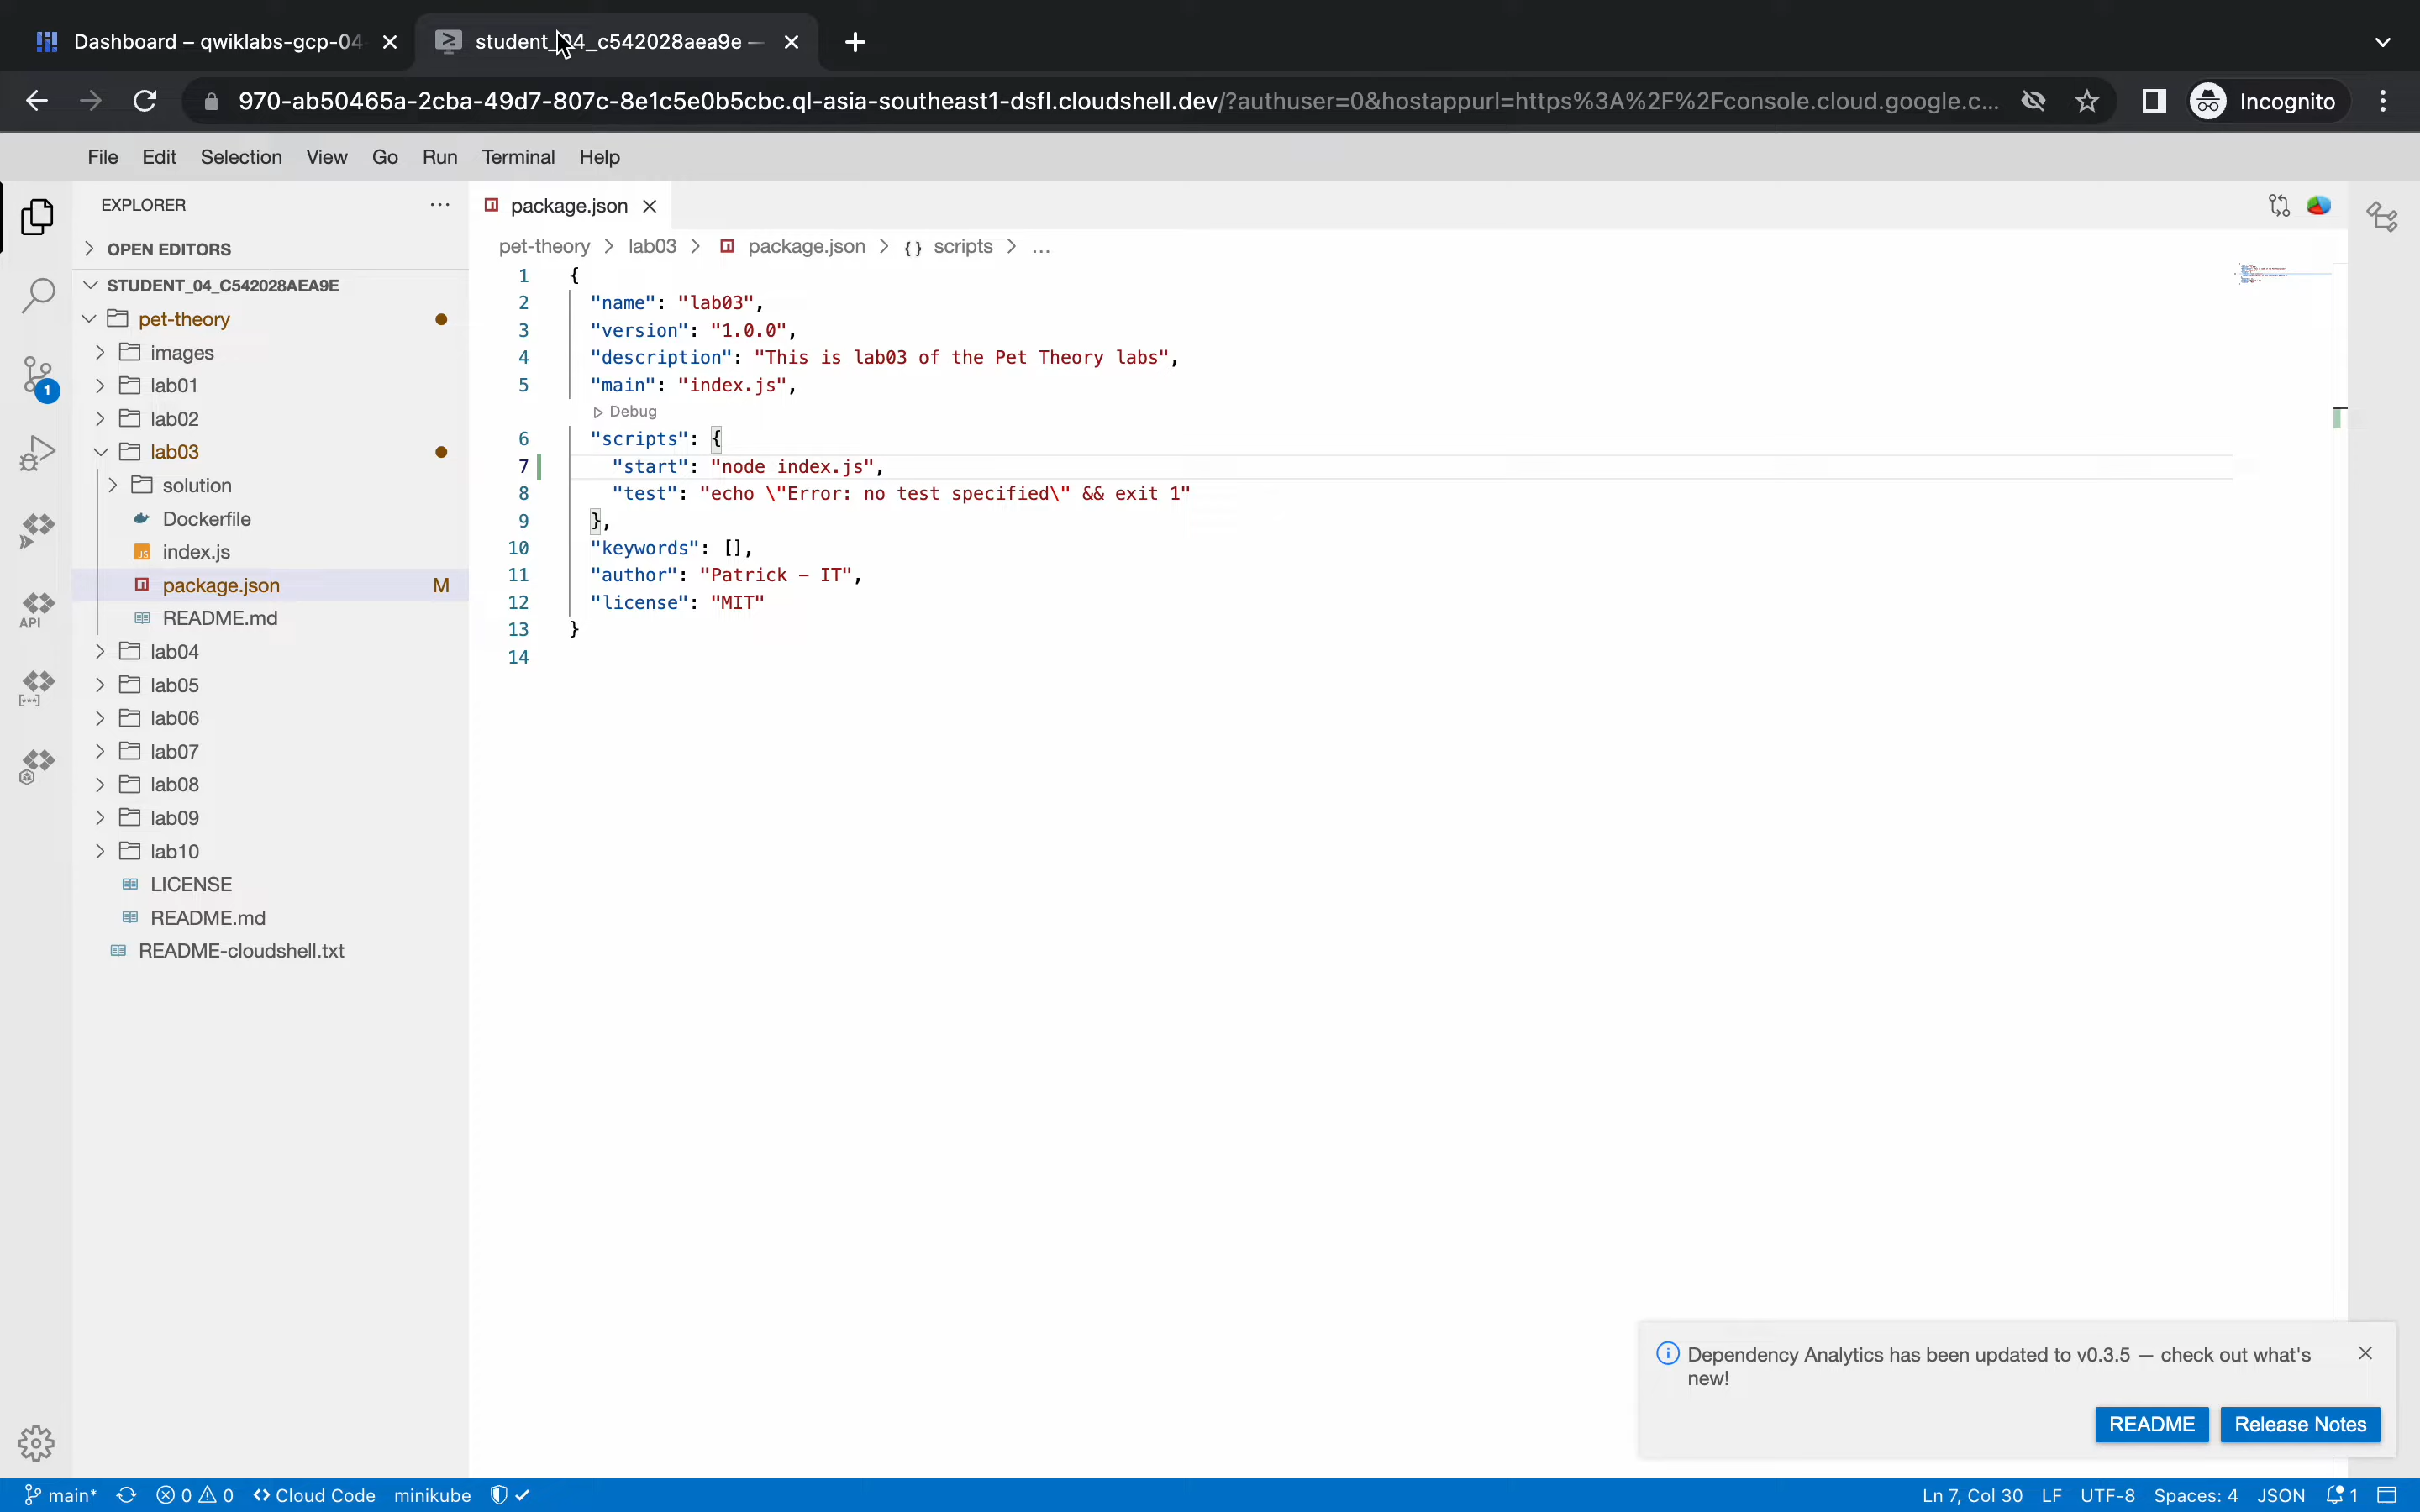 Dashboard – qwiklabs-gcp-04
student_04_c542028aea9e –
970-ab50465a-2cba-49d7-807c-8e1c5e0b5cbc.ql-asia-southeast1-dsfl.cloudshell.dev/?authuser=0&hostappurl=https%3A%2F%2Fconsole.cloud.google.c...
Incognito
File Edit Selection View Go Run Terminal Help
EXPLORER
OPEN EDITORS
STUDENT_04_C542028AEA9E
pet-theory
images
lab01
lab02
lab03
solution
Dockerfile
index.js
package.json M
README.md
lab04
lab05
lab06
lab07
lab08
lab09
lab10
LICENSE
README.md
README-cloudshell.txt
1
API
package.json
pet-theory > lab03 > package.json > {} scripts > ...
1 {
2 "name": "lab03",
3 "version": "1.0.0",
4 "description": "This is lab03 of the Pet Theory labs",
5 "main": "index.js",
Debug
6 "scripts": {
7 "start": "node index.js",
8 "test": "echo \"Error: no test specified\" && exit 1"
9 },
10 "keywords": [],
11 "author": "Patrick - IT",
12 "license": "MIT"
13 }
14
Dependency Analytics has been updated to v0.3.5 — check out what's
new!
README
Release Notes
main* 0 0 Cloud Code minikube
Ln 7, Col 30 LF UTF-8 Spaces: 4 JSON 1